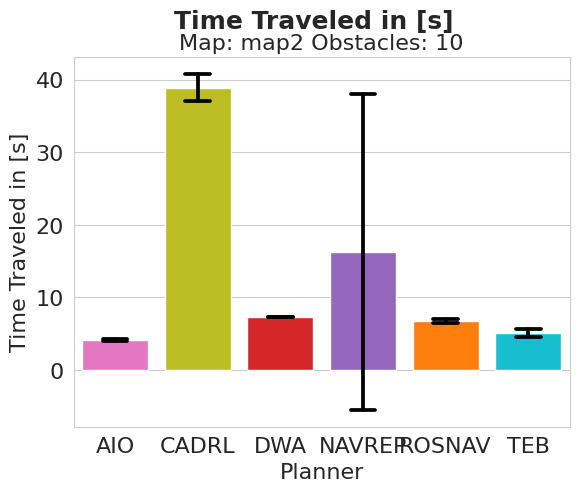 Time Traveled in [s]
Map: map2 Obstacles: 10
Time Traveled in [s]
40
30
20
10
0
AIO CADRL DWA NAVREP ROSNAV TEB
Planner